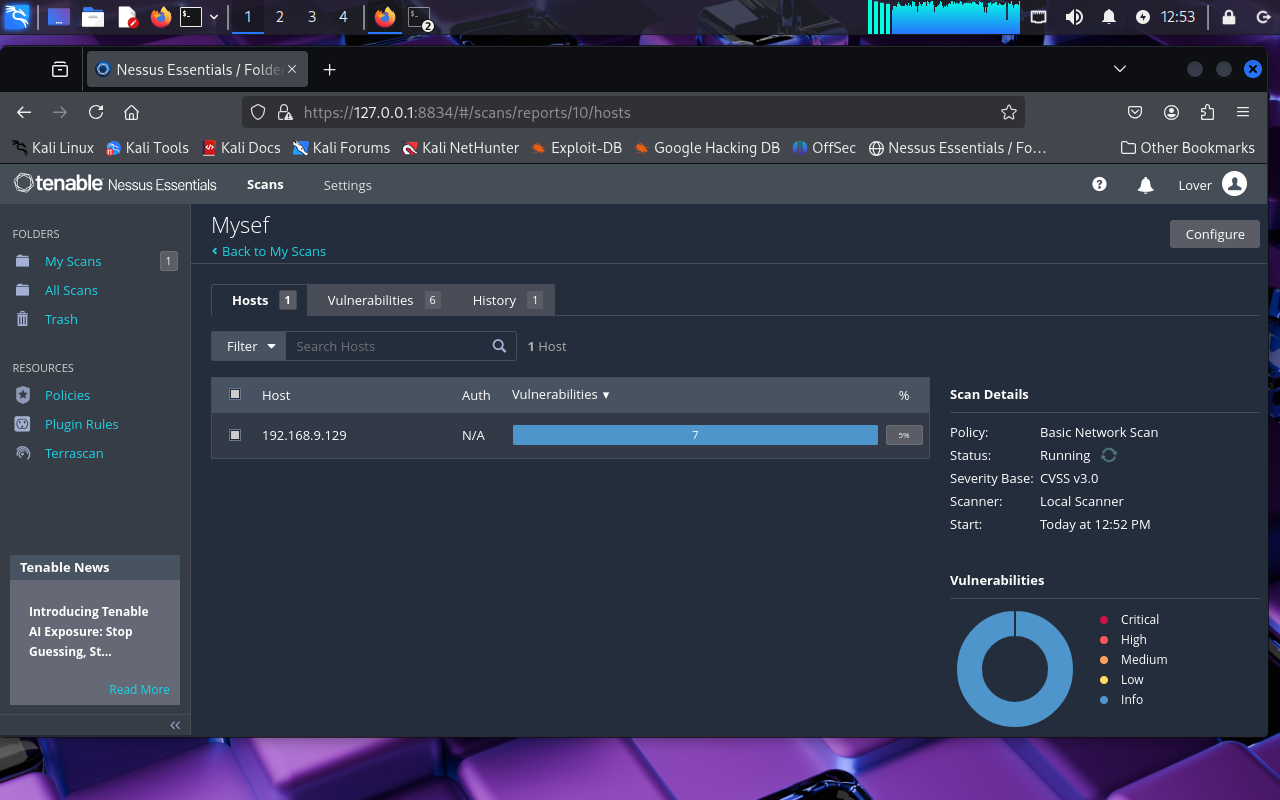 1 2 3 4 2 12:53
Nessus Essentials / Folde
https://127.0.0.1:8834/#/scans/reports/10/hosts
Kali Linux Kali Tools Kali Docs Kali Forums Kali NetHunter Exploit-DB Google Hacking DB OffSec Nessus Essentials / Fo… Other Bookmarks
tenable Nessus Essentials Scans Settings ? Lover
FOLDERS
My Scans 1
All Scans
Trash
RESOURCES
Policies
Plugin Rules
Terrascan
Tenable News
Introducing Tenable
AI Exposure: Stop
Guessing, St...
Read More
Mysef
Back to My Scans
Configure
Hosts 1 Vulnerabilities 6 History 1
Filter Search Hosts 1 Host
Host Auth Vulnerabilities %
192.168.9.129 N/A 7 5%
Scan Details
Policy: Basic Network Scan
Status: Running
Severity Base: CVSS v3.0
Scanner: Local Scanner
Start: Today at 12:52 PM
Vulnerabilities
Critical
High
Medium
Low
Info